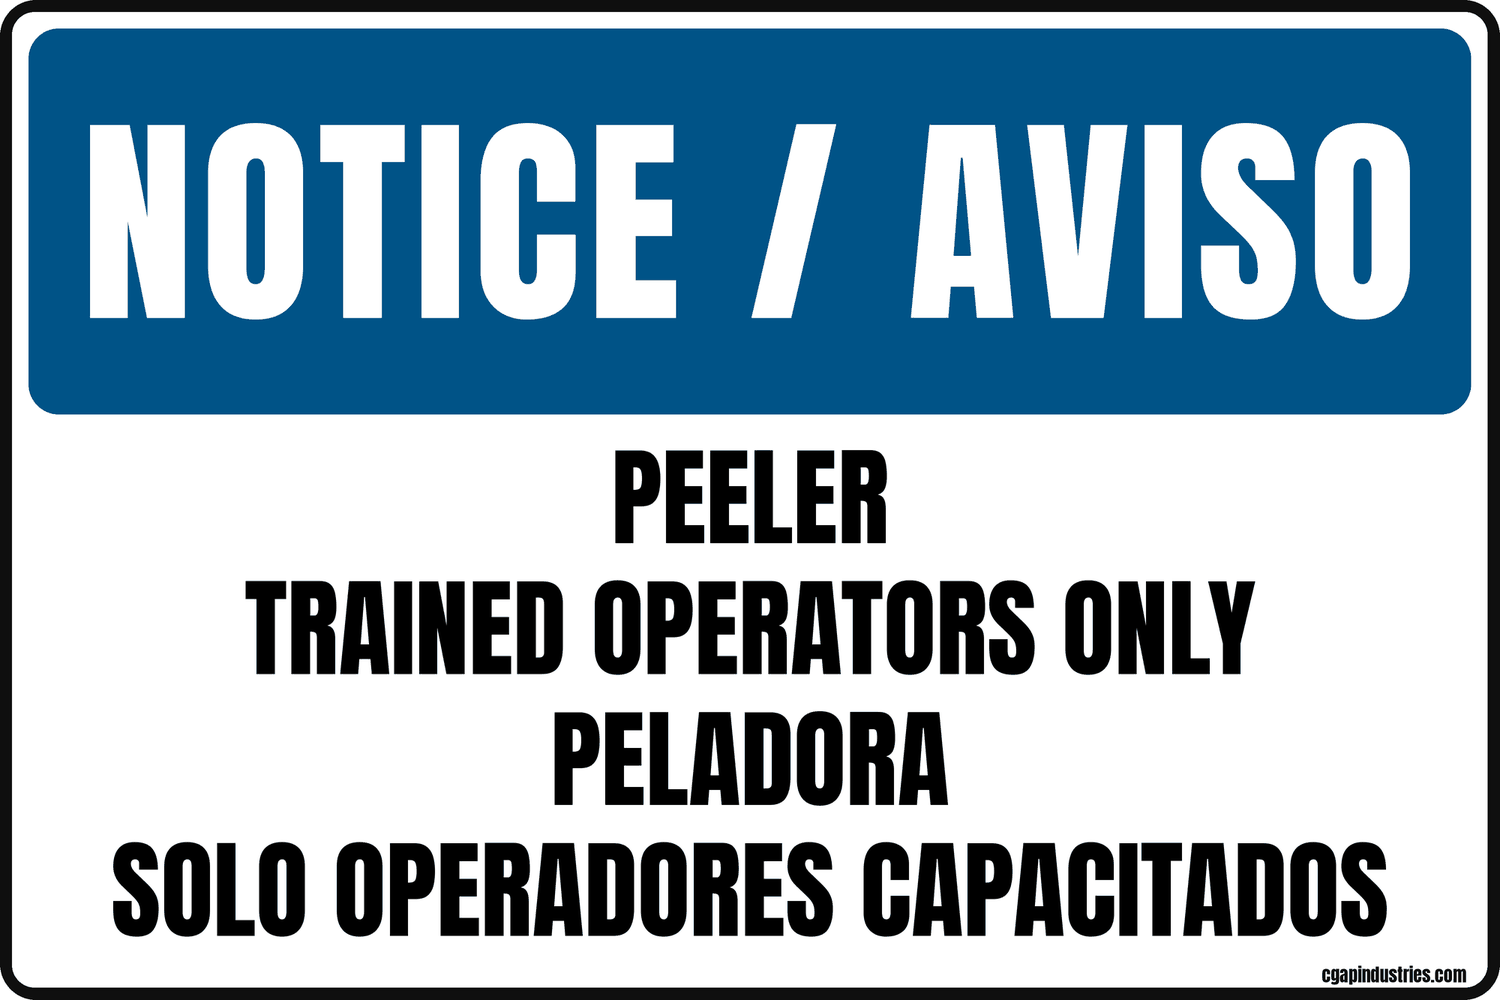 NOTICE / AVISO
PEELER
TRAINED OPERATORS ONLY
PELADORA
SOLO OPERADORES CAPACITADOS
cgapindustries.com